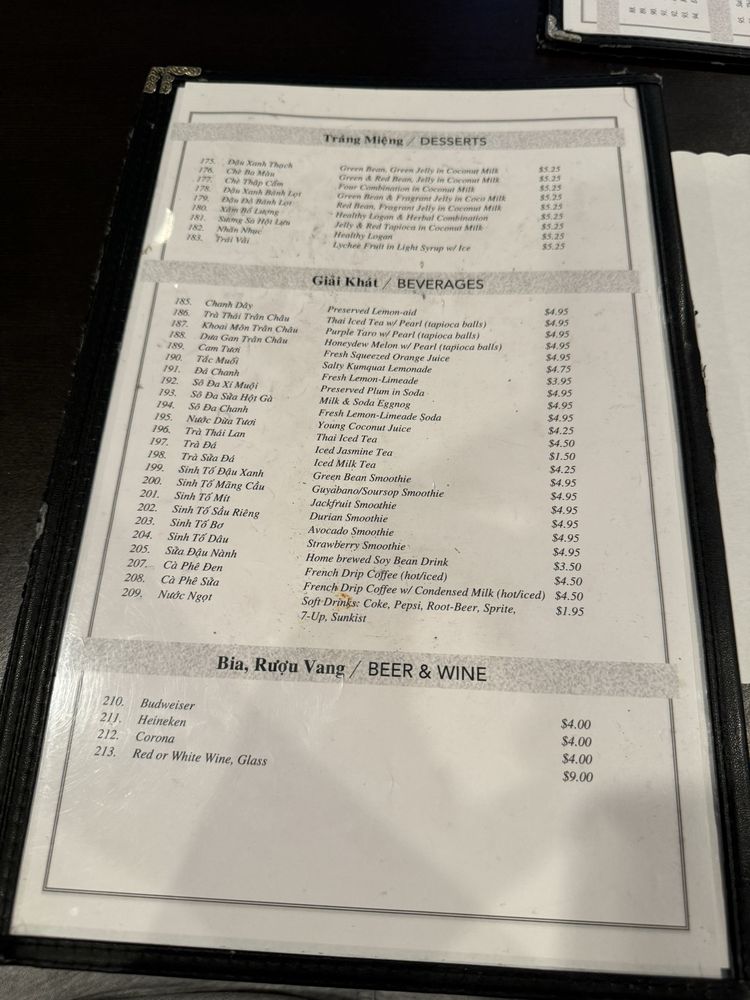 Tráng Miệng / DESSERTS
175. Đậu Xanh Thạch Green Bean, Green Jelly in Coconut Milk $5.25
176. Chè Ba Màu Green & Red Bean, Jelly in Coconut Milk $5.25
177. Chè Thập Cẩm Four Combination in Coconut Milk $5.25
178. Đậu Xanh Bánh Lọt Green Bean & Fragrant Jelly in Coco Milk $5.25
179. Đậu Đỏ Bánh Lọt Red Bean, Fragrant Jelly in Coconut Milk $5.25
180. Xâm Bổ Lượng Healthy Logan & Herbal Combination $5.25
181. Sương Sa Hột Lựu Jelly & Red Tapioca in Coconut Milk $5.25
182. Nhãn Nhục Healthy Logan $5.25
183. Trái Vải Lychee Fruit in Light Syrup w/ Ice $5.25
Giải Khát / BEVERAGES
185. Chanh Dây Preserved Lemon-aid $4.95
186. Trà Thái Trân Châu Thai Iced Tea w/ Pearl (tapioca balls) $4.95
187. Khoai Môn Trân Châu Purple Taro w/ Pearl (tapioca balls) $4.95
188. Dưa Gan Trân Châu Honeydew Melon w/ Pearl (tapioca balls) $4.95
189. Cam Tươi Fresh Squeezed Orange Juice $4.95
190. Tắc Muối Salty Kumquat Lemonade $4.75
191. Đá Chanh Fresh Lemon-Limeade $3.95
192. Sô Đa Xí Muội Preserved Plum in Soda $4.95
193. Sô Đa Sữa Hột Gà Milk & Soda Eggnog $4.95
194. Sô Đa Chanh Fresh Lemon-Limeade Soda $4.95
195. Nước Dừa Tươi Young Coconut Juice $4.25
196. Trà Thái Lan Thai Iced Tea $4.50
197. Trà Đá Iced Jasmine Tea $1.50
198. Trà Sữa Đá Iced Milk Tea $4.25
199. Sinh Tố Đậu Xanh Green Bean Smoothie $4.95
200. Sinh Tố Mãng Cầu Guyabano/Soursop Smoothie $4.95
201. Sinh Tố Mít Jackfruit Smoothie $4.95
202. Sinh Tố Sầu Riêng Durian Smoothie $4.95
203. Sinh Tố Bơ Avocado Smoothie $4.95
204. Sinh Tố Dâu Strawberry Smoothie $4.95
205. Sữa Đậu Nành Home brewed Soy Bean Drink $3.50
207. Cà Phê Đen French Drip Coffee (hot/iced) $4.50
208. Cà Phê Sữa French Drip Coffee w/ Condensed Milk (hot/iced) $4.50
209. Nước Ngọt Soft Drinks: Coke, Pepsi, Root-Beer, Sprite, $1.95
7-Up, Sunkist
Bia, Rượu Vang / BEER & WINE
210. Budweiser $4.00
211. Heineken $4.00
212. Corona $4.00
213. Red or White Wine, Glass $9.00